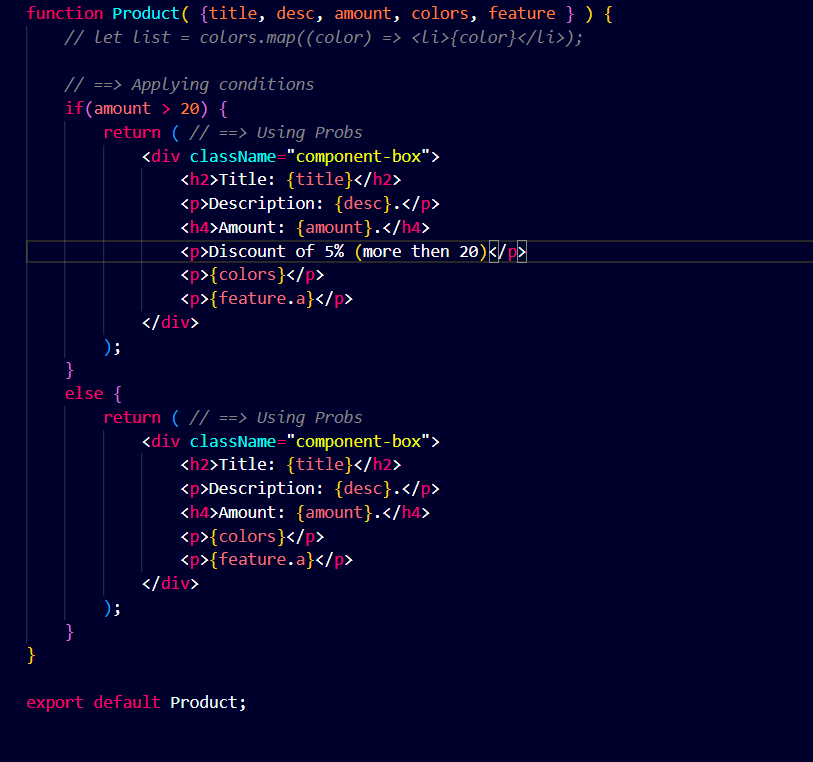 function Product( {title, desc, amount, colors, feature } ) {
// let list = colors.map((color) => <li>{color}</li>);
// ==> Applying conditions
if(amount > 20) {
return ( // ==> Using Probs
<div className="component-box">
<h2>Title: {title}</h2>
<p>Description: {desc}.</p>
<h4>Amount: {amount}.</h4>
<p>Discount of 5% (more then 20)</p>
<p>{colors}</p>
<p>{feature.a}</p>
</div>
);
}
else {
return ( // ==> Using Probs
<div className="component-box">
<h2>Title: {title}</h2>
<p>Description: {desc}.</p>
<h4>Amount: {amount}.</h4>
<p>{colors}</p>
<p>{feature.a}</p>
</div>
);
}
}
export default Product;